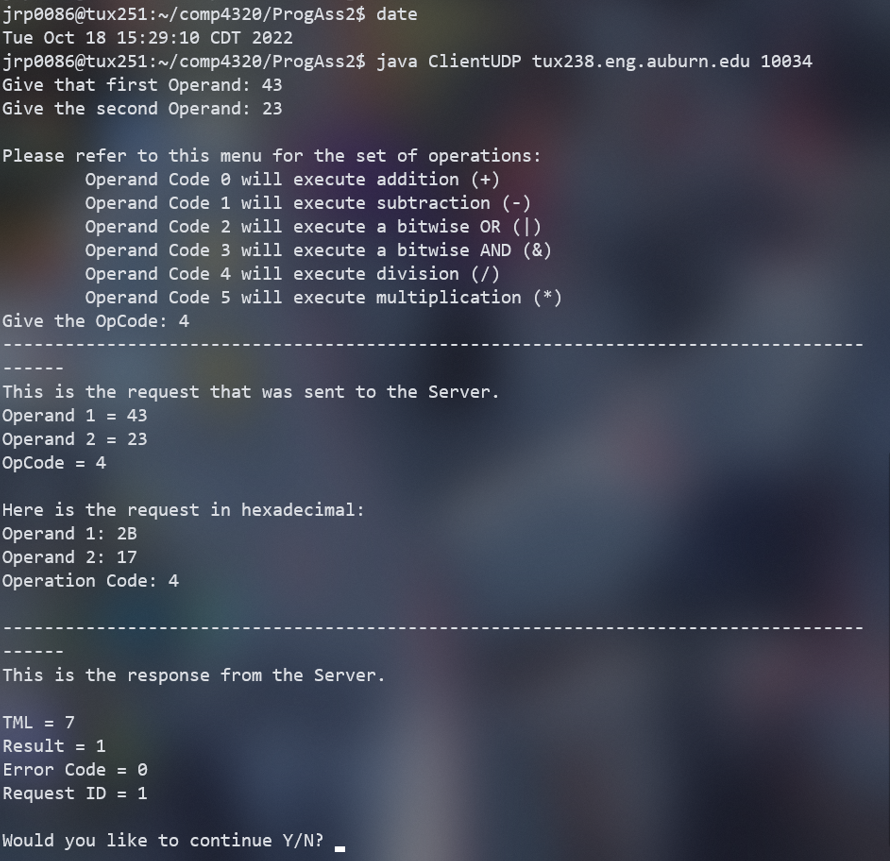 jrp0086@tux251:~/comp4320/ProgAss2$ date
Tue Oct 18 15:29:10 CDT 2022
jrp0086@tux251:~/comp4320/ProgAss2$ java ClientUDP tux238.eng.auburn.edu 10034
Give that first Operand: 43
Give the second Operand: 23

Please refer to this menu for the set of operations:
        Operand Code 0 will execute addition (+)
        Operand Code 1 will execute subtraction (-)
        Operand Code 2 will execute a bitwise OR (|)
        Operand Code 3 will execute a bitwise AND (&)
        Operand Code 4 will execute division (/)
        Operand Code 5 will execute multiplication (*)
Give the OpCode: 4
-----------------------------------------------------------------------------------
------
This is the request that was sent to the Server.
Operand 1 = 43
Operand 2 = 23
OpCode = 4

Here is the request in hexadecimal:
Operand 1: 2B
Operand 2: 17
Operation Code: 4

-----------------------------------------------------------------------------------
------
This is the response from the Server.

TML = 7
Result = 1
Error Code = 0
Request ID = 1

Would you like to continue Y/N?